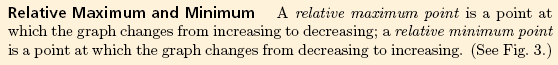 Relative Maximum and Minimum A relative maximum point is a point at
which the graph changes from increasing to decreasing; a relative minimum point
is a point at which the graph changes from decreasing to increasing. (See Fig. 3.)